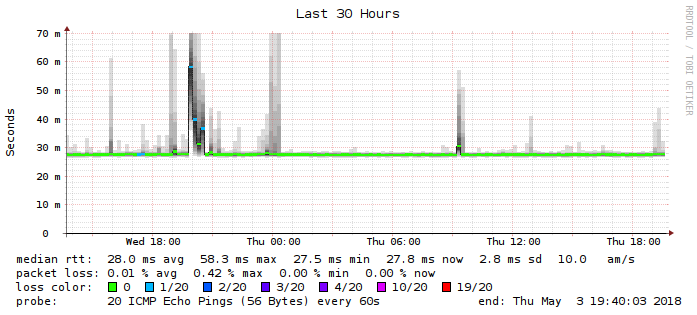 Last 30 Hours
RRDTOOL / TOBI OETIKER
Seconds
70 m
60 m
50 m
40 m
30 m
20 m
10 m
0
Wed 18:00 Thu 00:00 Thu 06:00 Thu 12:00 Thu 18:00
median rtt: 28.0 ms avg 58.3 ms max 27.5 ms min 27.8 ms now 2.8 ms sd 10.0 am/s
packet loss: 0.01 % avg 0.42 % max 0.00 % min 0.00 % now
loss color: 0 1/20 2/20 3/20 4/20 10/20 19/20
probe: 20 ICMP Echo Pings (56 Bytes) every 60s end: Thu May 3 19:40:03 2018